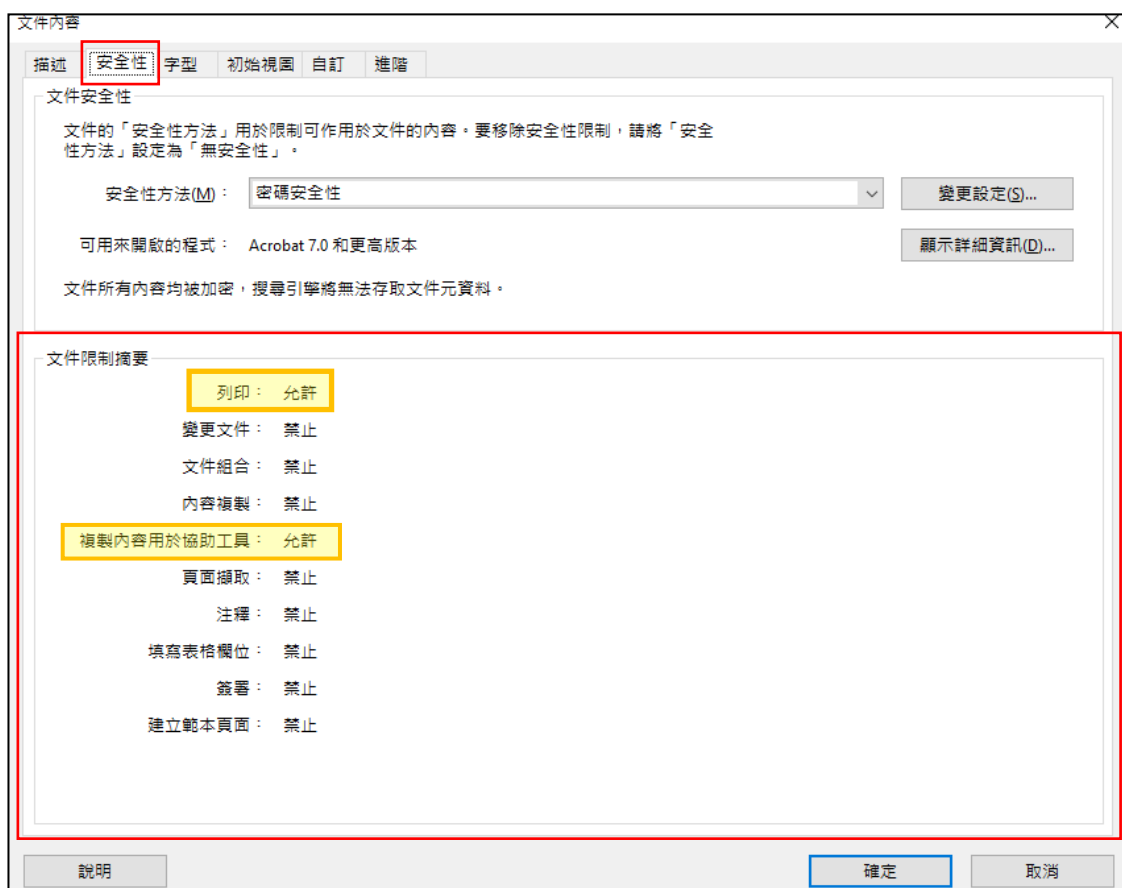 文件內容
描述 安全性 字型 初始視圖 自訂 進階
文件安全性
文件的「安全性方法」用於限制可作用於文件的內容。要移除安全性限制，請將「安全
性方法」設定為「無安全性」。
安全性方法(M)： 密碼安全性 變更設定(S)...
可用來開啟的程式： Acrobat 7.0 和更高版本 顯示詳細資訊(D)...
文件所有內容均被加密，搜尋引擎將無法存取文件元資料。
文件限制摘要
列印： 允許
變更文件： 禁止
文件組合： 禁止
內容複製： 禁止
複製內容用於協助工具： 允許
頁面擷取： 禁止
注釋： 禁止
填寫表格欄位： 禁止
簽署： 禁止
建立範本頁面： 禁止
說明 確定 取消